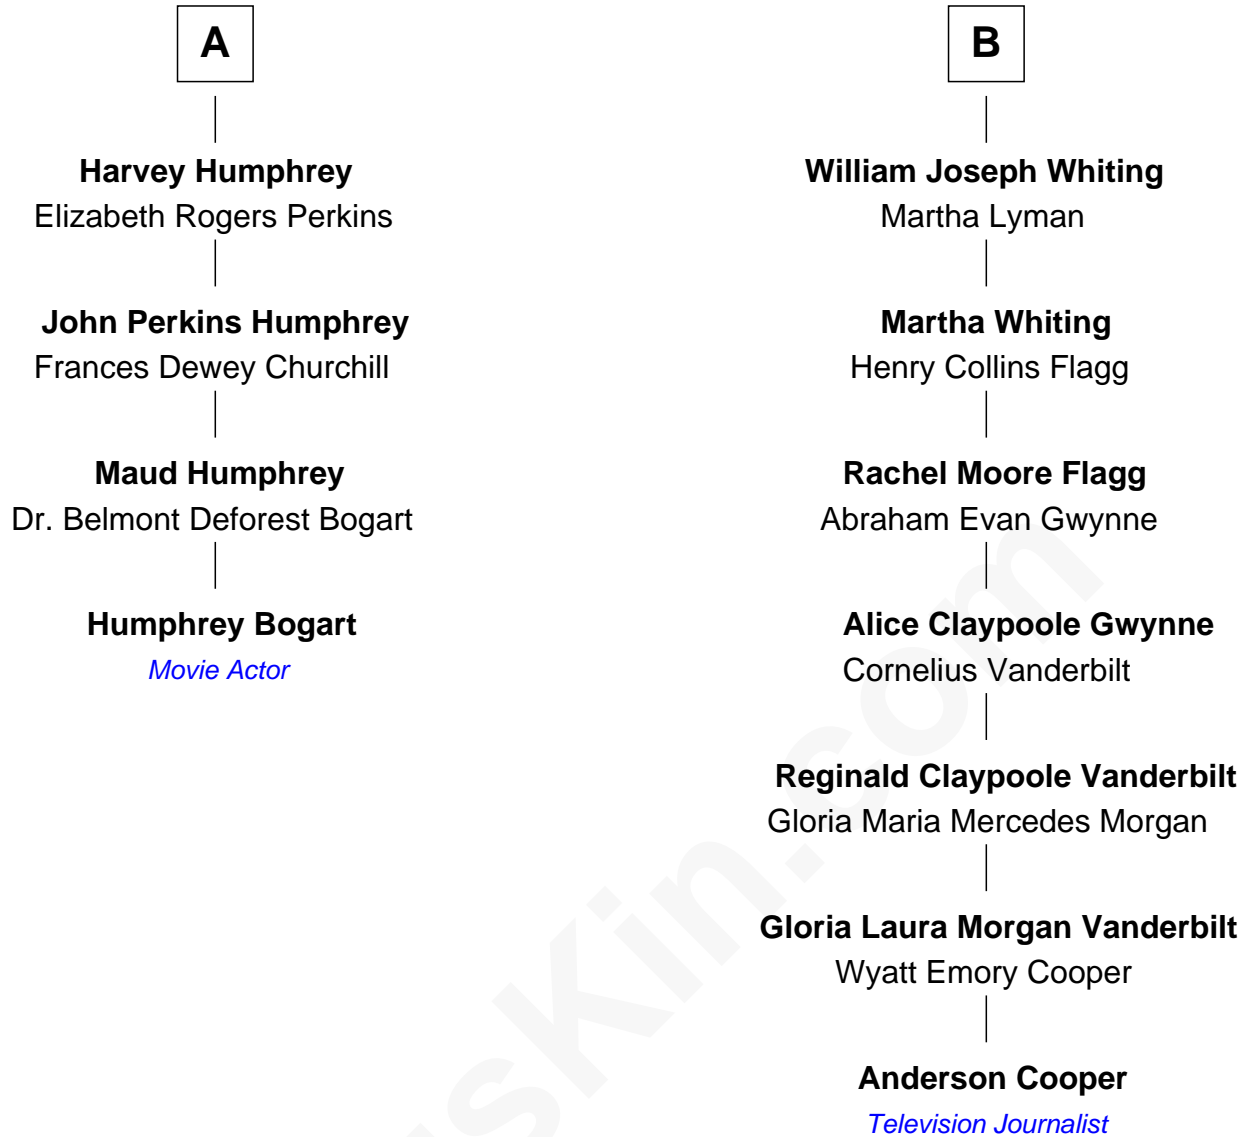 A
Harvey Humphrey
Elizabeth Rogers Perkins
John Perkins Humphrey
Frances Dewey Churchill
Maud Humphrey
Dr. Belmont Deforest Bogart
Humphrey Bogart
Movie Actor
B
William Joseph Whiting
Martha Lyman
Martha Whiting
Henry Collins Flagg
Rachel Moore Flagg
Abraham Evan Gwynne
Alice Claypoole Gwynne
Cornelius Vanderbilt
Reginald Claypoole Vanderbilt
Gloria Maria Mercedes Morgan
Gloria Laura Morgan Vanderbilt
Wyatt Emory Cooper
Anderson Cooper
Television Journalist